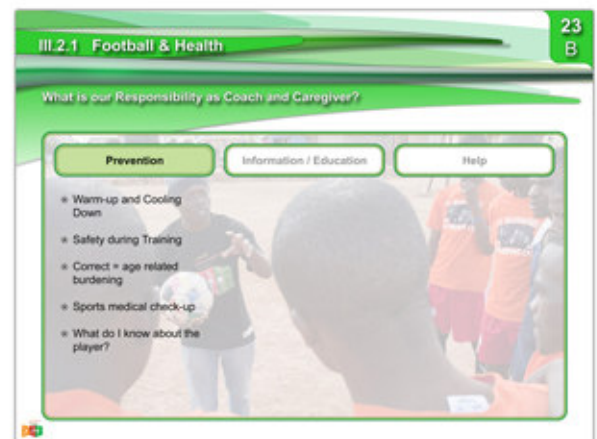 III.2.1 Football & Health
23
B
What is our Responsibility as Coach and Caregiver?
Prevention
Information / Education
Help
Warm-up and Cooling
Down
Safety during Training
Correct = age related
burdening
Sports medical check-up
What do I know about the
player?